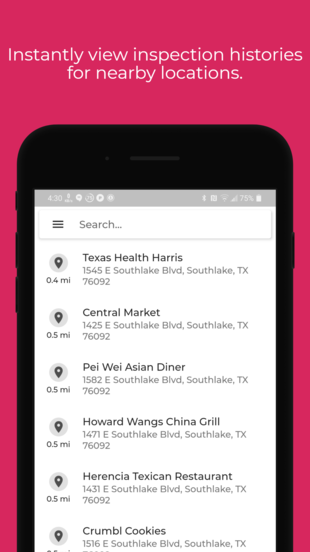 Instantly view inspection histories
for nearby locations.
4:30 75%
Search...
Texas Health Harris
1545 E Southlake Blvd, Southlake, TX
76092
0.4 mi
Central Market
1425 E Southlake Blvd, Southlake, TX
76092
0.5 mi
Pei Wei Asian Diner
1582 E Southlake Blvd, Southlake, TX
76092
0.5 mi
Howard Wangs China Grill
1471 E Southlake Blvd, Southlake, TX
76092
0.5 mi
Herencia Texican Restaurant
1431 E Southlake Blvd, Southlake, TX
76092
0.5 mi
Crumbl Cookies
1516 E Southlake Blvd, Southlake, TX